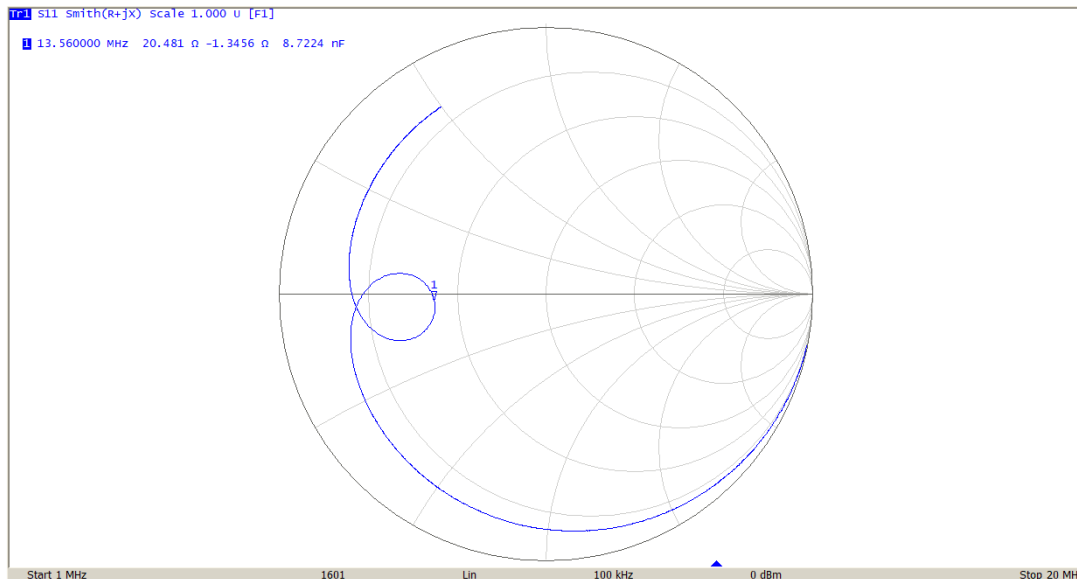 Tr1 S11 Smith(R+jX) Scale 1.000 U [F1]
1 13.560000 MHz 20.481 Ω -1.3456 Ω 8.7224 nF
1
Start 1 MHz 1601 Lin 100 kHz 0 dBm Stop 20 MH